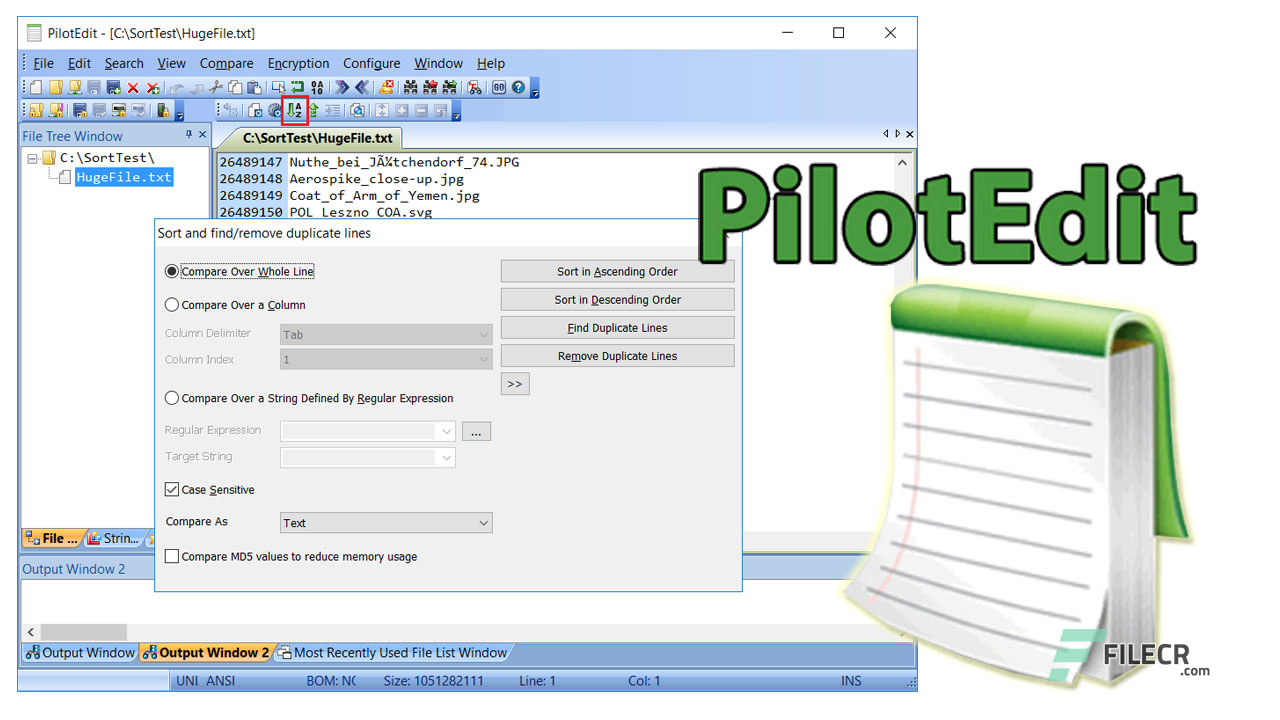 PilotEdit - [C:\SortTest\HugeFile.txt]
File Edit Search View Compare Encryption Configure Window Help
File Tree Window
C:\SortTest\HugeFile.txt
C:\SortTest\
HugeFile.txt
26489147 Nuthe_bei_JÃ¼tchendorf_74.JPG
26489148 Aerospike_close-up.jpg
26489149 Coat_of_Arm_of_Yemen.jpg
26489150 POL_Leszno_COA.svg
PilotEdit
Sort and find/remove duplicate lines
Compare Over Whole Line
Sort in Ascending Order
Compare Over a Column
Sort in Descending Order
Column Delimiter Tab
Find Duplicate Lines
Column Index 1
Remove Duplicate Lines
>>
Compare Over a String Defined By Regular Expression
Regular Expression ...
Target String
Case Sensitive
Compare As Text
Compare MD5 values to reduce memory usage
File ... Strin...
Output Window 2
Output Window Output Window 2 Most Recently Used File List Window
UNI ANSI BOM: NO Size: 1051282111 Line: 1 Col: 1 INS
FILECR
.com